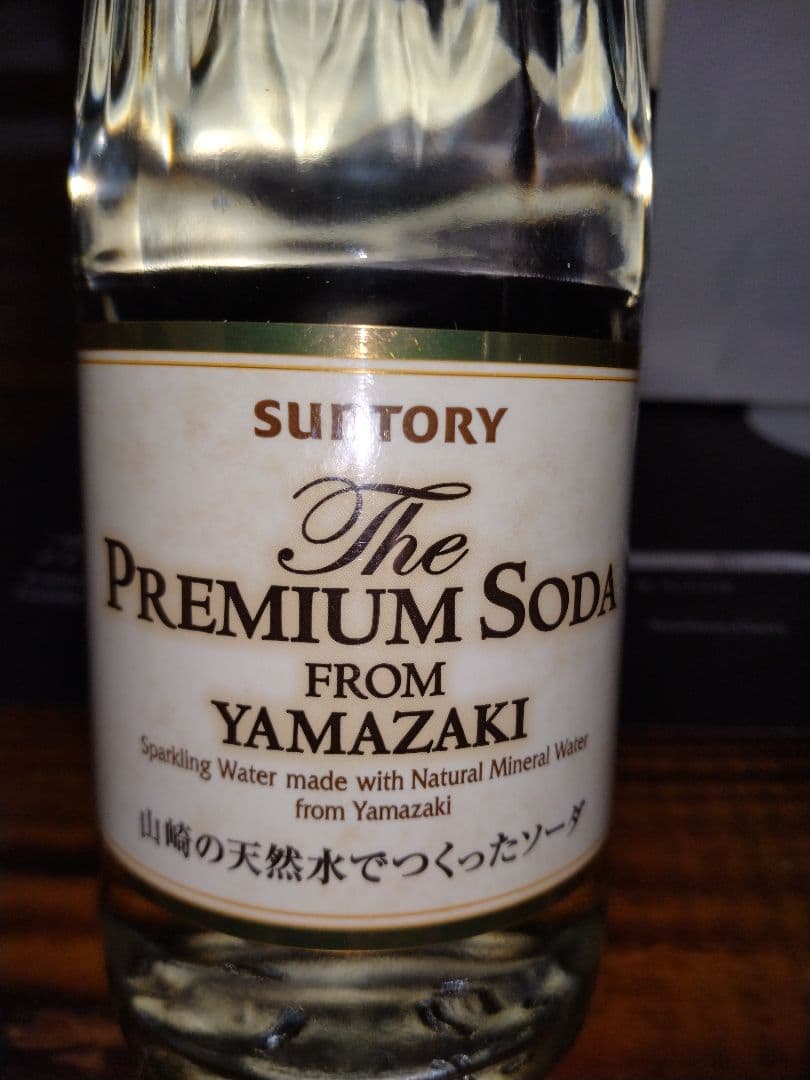 SUNTORY
The
PREMIUM SODA
FROM
YAMAZAKI
Sparkling Water made with Natural Mineral Water
from Yamazaki
山崎の天然水でつくったソーダ